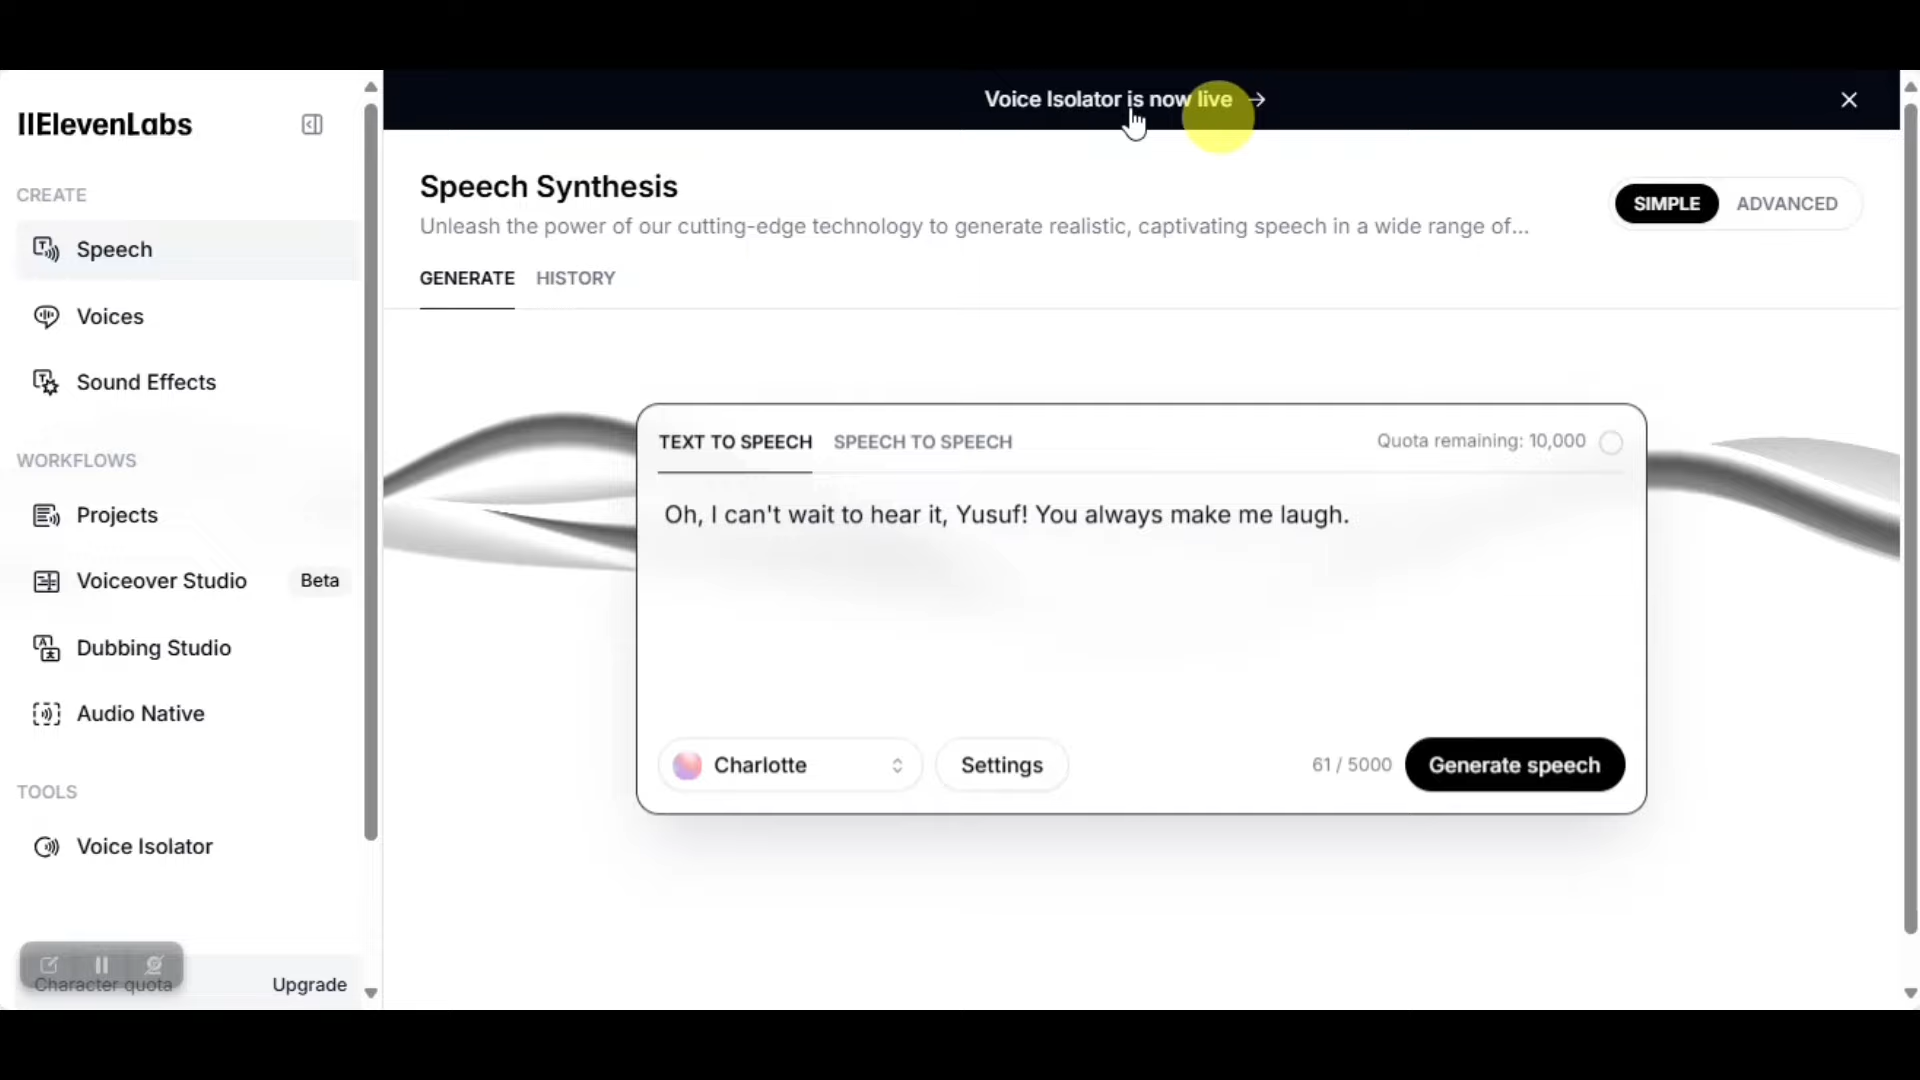 IIElevenLabs
Voice Isolator is now live →
CREATE
Speech
Voices
Sound Effects
WORKFLOWS
Projects
Voiceover Studio Beta
Dubbing Studio
Audio Native
TOOLS
Voice Isolator
Character quota Upgrade
Speech Synthesis
Unleash the power of our cutting-edge technology to generate realistic, captivating speech in a wide range of...
SIMPLE ADVANCED
GENERATE HISTORY
TEXT TO SPEECH SPEECH TO SPEECH Quota remaining: 10,000
Oh, I can't wait to hear it, Yusuf! You always make me laugh.
Charlotte Settings 61 / 5000 Generate speech